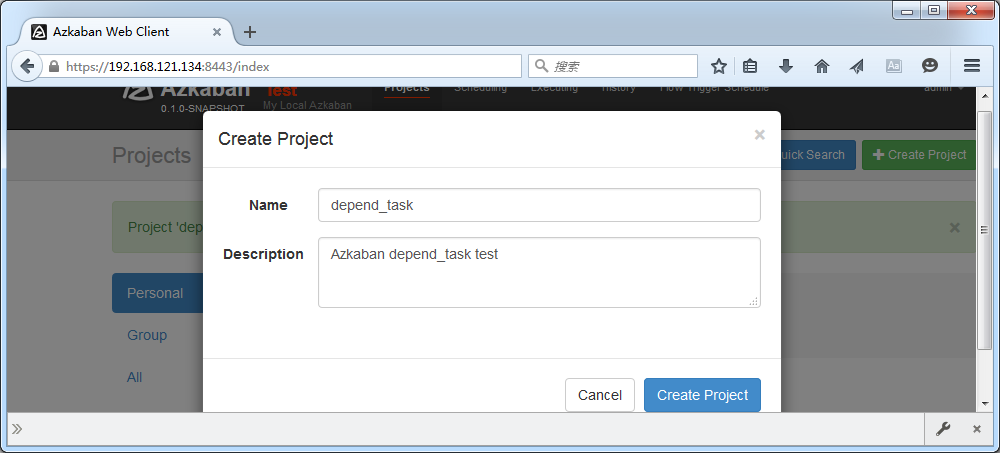 Azkaban Web Client
https://192.168.121.134:8443/index
搜索
Azkaban
Test
0.1.0-SNAPSHOT
My Local Azkaban
Projects
Scheduling
Executing
History
Flow Trigger Schedule
admin
Create Project
×
Projects
uick Search
Create Project
Name
depend_task
Project 'dep
×
Description
Azkaban depend_task test
Personal
Group
All
Cancel
Create Project